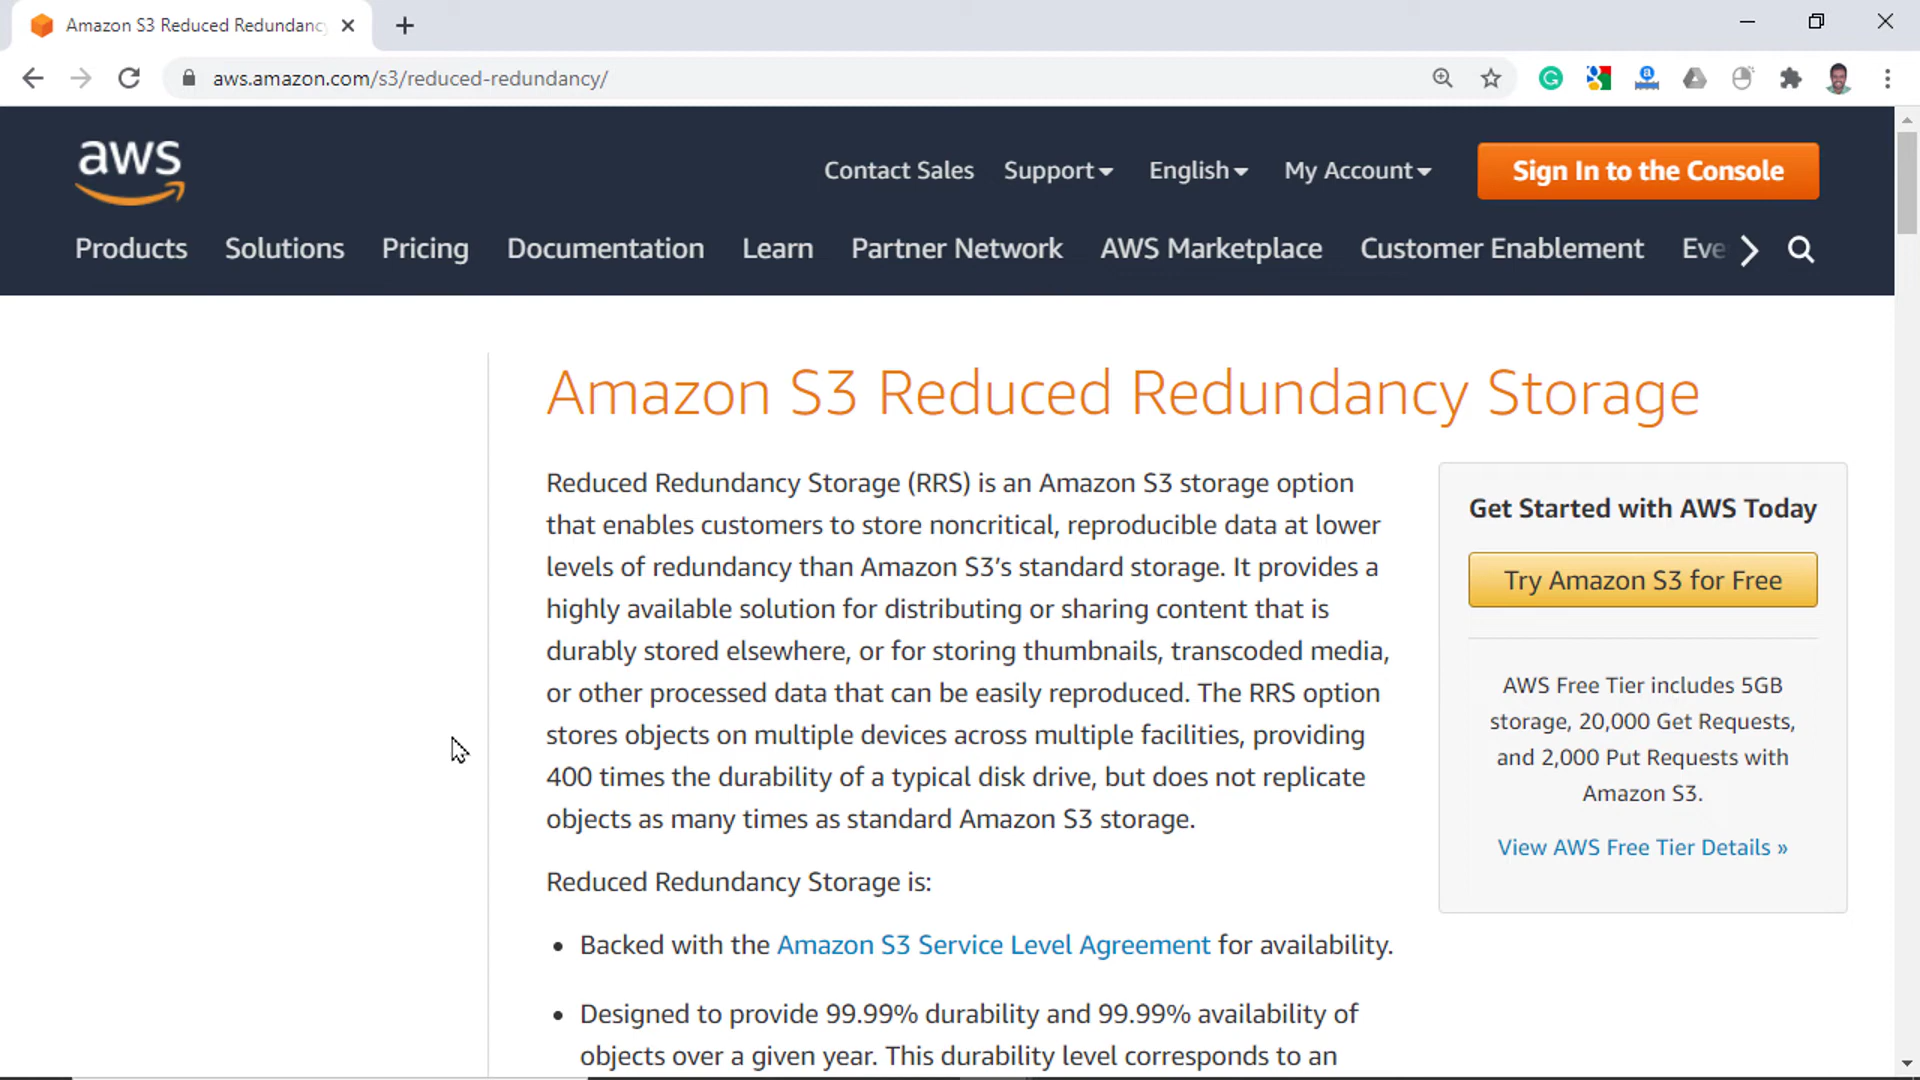 Amazon S3 Reduced Redundancy
aws.amazon.com/s3/reduced-redundancy/
aws
Contact Sales Support English My Account Sign In to the Console
Products Solutions Pricing Documentation Learn Partner Network AWS Marketplace Customer Enablement Eve
Amazon S3 Reduced Redundancy Storage
Reduced Redundancy Storage (RRS) is an Amazon S3 storage option
that enables customers to store noncritical, reproducible data at lower
levels of redundancy than Amazon S3’s standard storage. It provides a
highly available solution for distributing or sharing content that is
durably stored elsewhere, or for storing thumbnails, transcoded media,
or other processed data that can be easily reproduced. The RRS option
stores objects on multiple devices across multiple facilities, providing
400 times the durability of a typical disk drive, but does not replicate
objects as many times as standard Amazon S3 storage.
Reduced Redundancy Storage is:
• Backed with the Amazon S3 Service Level Agreement for availability.
• Designed to provide 99.99% durability and 99.99% availability of
objects over a given year. This durability level corresponds to an
Get Started with AWS Today
Try Amazon S3 for Free
AWS Free Tier includes 5GB
storage, 20,000 Get Requests,
and 2,000 Put Requests with
Amazon S3.
View AWS Free Tier Details »